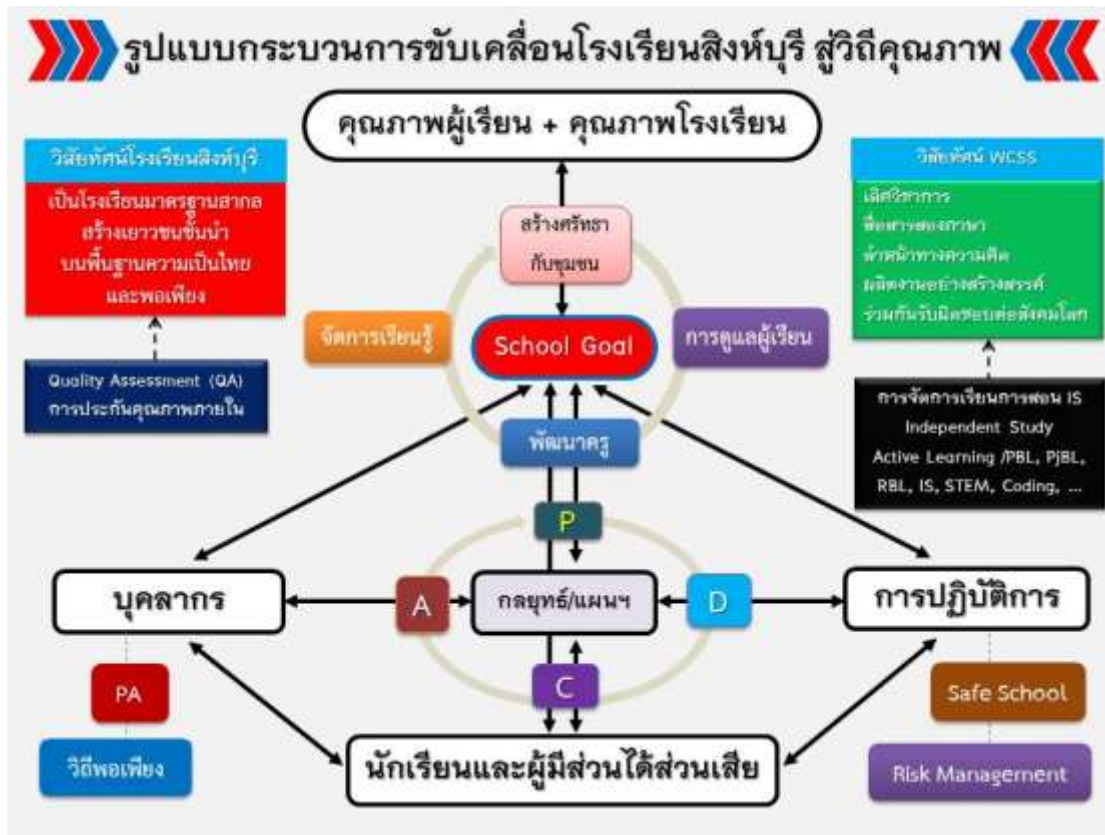 รูปแบบกระบวนการขับเคลื่อนโรงเรียนสิงห์บุรี สู่วิถีคุณภาพ
คุณภาพผู้เรียน + คุณภาพโรงเรียน
วิสัยทัศน์โรงเรียนสิงห์บุรี
เป็นโรงเรียนมาตรฐานสากล
สร้างเยาวชนชั้นนำ
บนพื้นฐานความเป็นไทย
และพอเพียง
Quality Assessment (QA)
การประกันคุณภาพภายใน
วิสัยทัศน์ WCSS
เลิศวิชาการ
สื่อสารสองภาษา
ล้ำหน้าทางความคิด
ผลิตงานอย่างสร้างสรรค์
ร่วมกันรับผิดชอบต่อสังคมโลก
การจัดการเรียนการสอน IS
Independent Study
Active Learning /PBL, PjBL,
RBL, IS, STEM, Coding, ...
สร้างศรัทธา
กับชุมชน
จัดการเรียนรู้
School Goal
การดูแลผู้เรียน
พัฒนาครู
P
บุคลากร
A
กลยุทธ์/แผนฯ
D
การปฏิบัติการ
C
PA
วิถีพอเพียง
นักเรียนและผู้มีส่วนได้ส่วนเสีย
Safe School
Risk Management